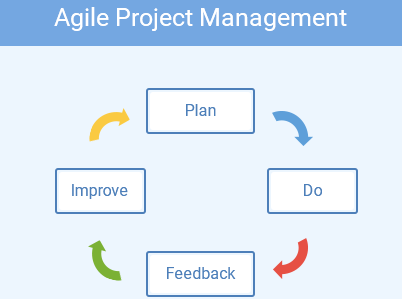 Agile Project Management
Plan
Improve
Do
Feedback